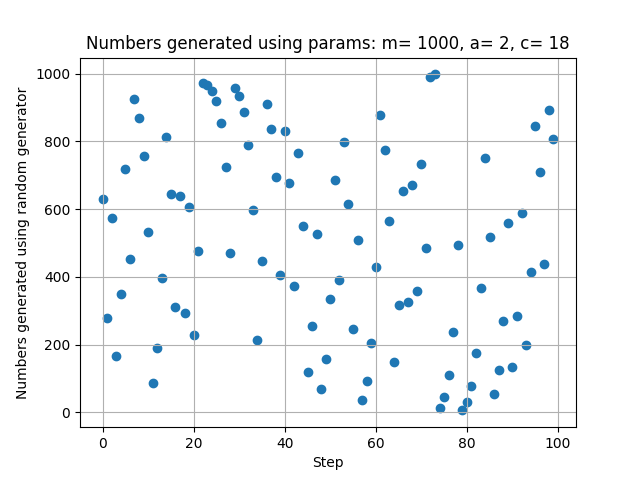 Numbers generated using params: m= 1000, a= 2, c= 18
Numbers generated using random generator
1000
800
600
400
200
0
0 20 40 60 80 100
Step